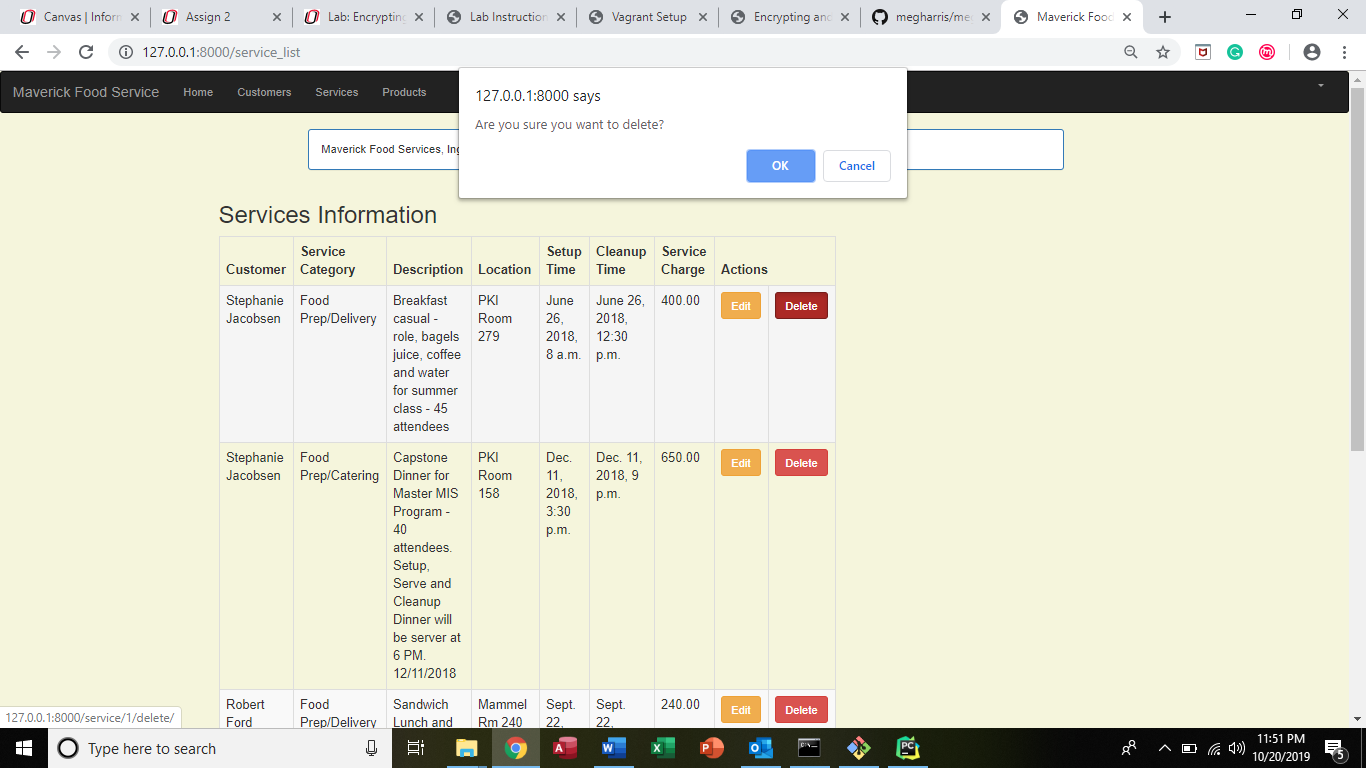 Canvas | Inform
Assign 2
Lab: Encrypting
Lab Instruction
Vagrant Setup
Encrypting and
megharris/me
Maverick Food
127.0.0.1:8000/service_list
Maverick Food Service Home Customers Services Products
127.0.0.1:8000 says
Are you sure you want to delete?
OK Cancel
Maverick Food Services, Inc
Services Information
Customer
Service
Category
Description
Location
Setup
Time
Cleanup
Time
Service
Charge
Actions
Stephanie
Jacobsen
Food
Prep/Delivery
Breakfast
casual -
role, bagels
juice, coffee
and water
for summer
class - 45
attendees
PKI
Room
279
June
26,
2018,
8 a.m.
June 26,
2018,
12:30
p.m.
400.00
Edit
Delete
Stephanie
Jacobsen
Food
Prep/Catering
Capstone
Dinner for
Master MIS
Program -
40
attendees.
Setup,
Serve and
Cleanup
Dinner will
be server at
6 PM.
12/11/2018
PKI
Room
158
Dec.
11,
2018,
3:30
p.m.
Dec. 11,
2018, 9
p.m.
650.00
Edit
Delete
Robert
Ford
Food
Prep/Delivery
Sandwich
Lunch and
Mammel
Rm 240
Sept.
22,
Sept.
22,
240.00
Edit
Delete
127.0.0.1:8000/service/1/delete/
Type here to search
11:51 PM
10/20/2019
5